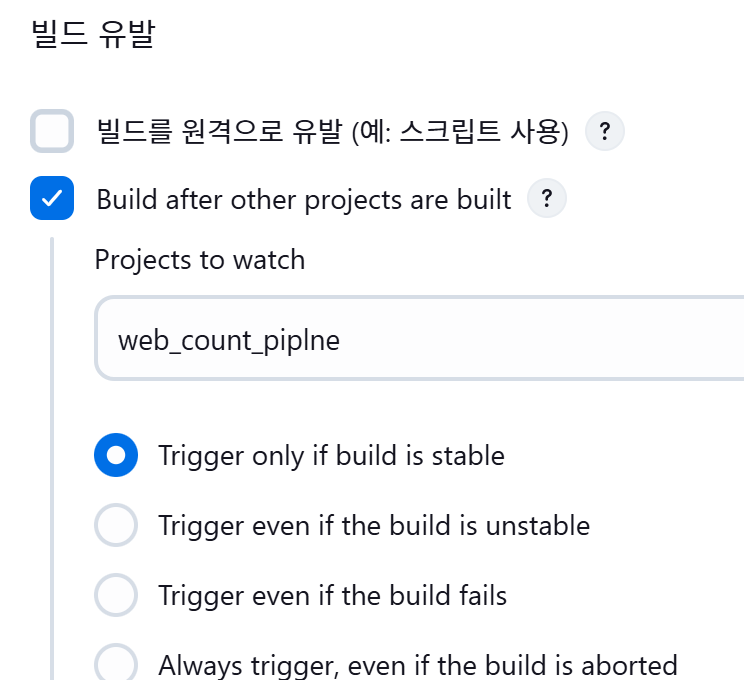 빌드 유발
빌드를 원격으로 유발 (예: 스크립트 사용) ?
Build after other projects are built ?
Projects to watch
web_count_piplne
Trigger only if build is stable
Trigger even if the build is unstable
Trigger even if the build fails
Always trigger, even if the build is aborted